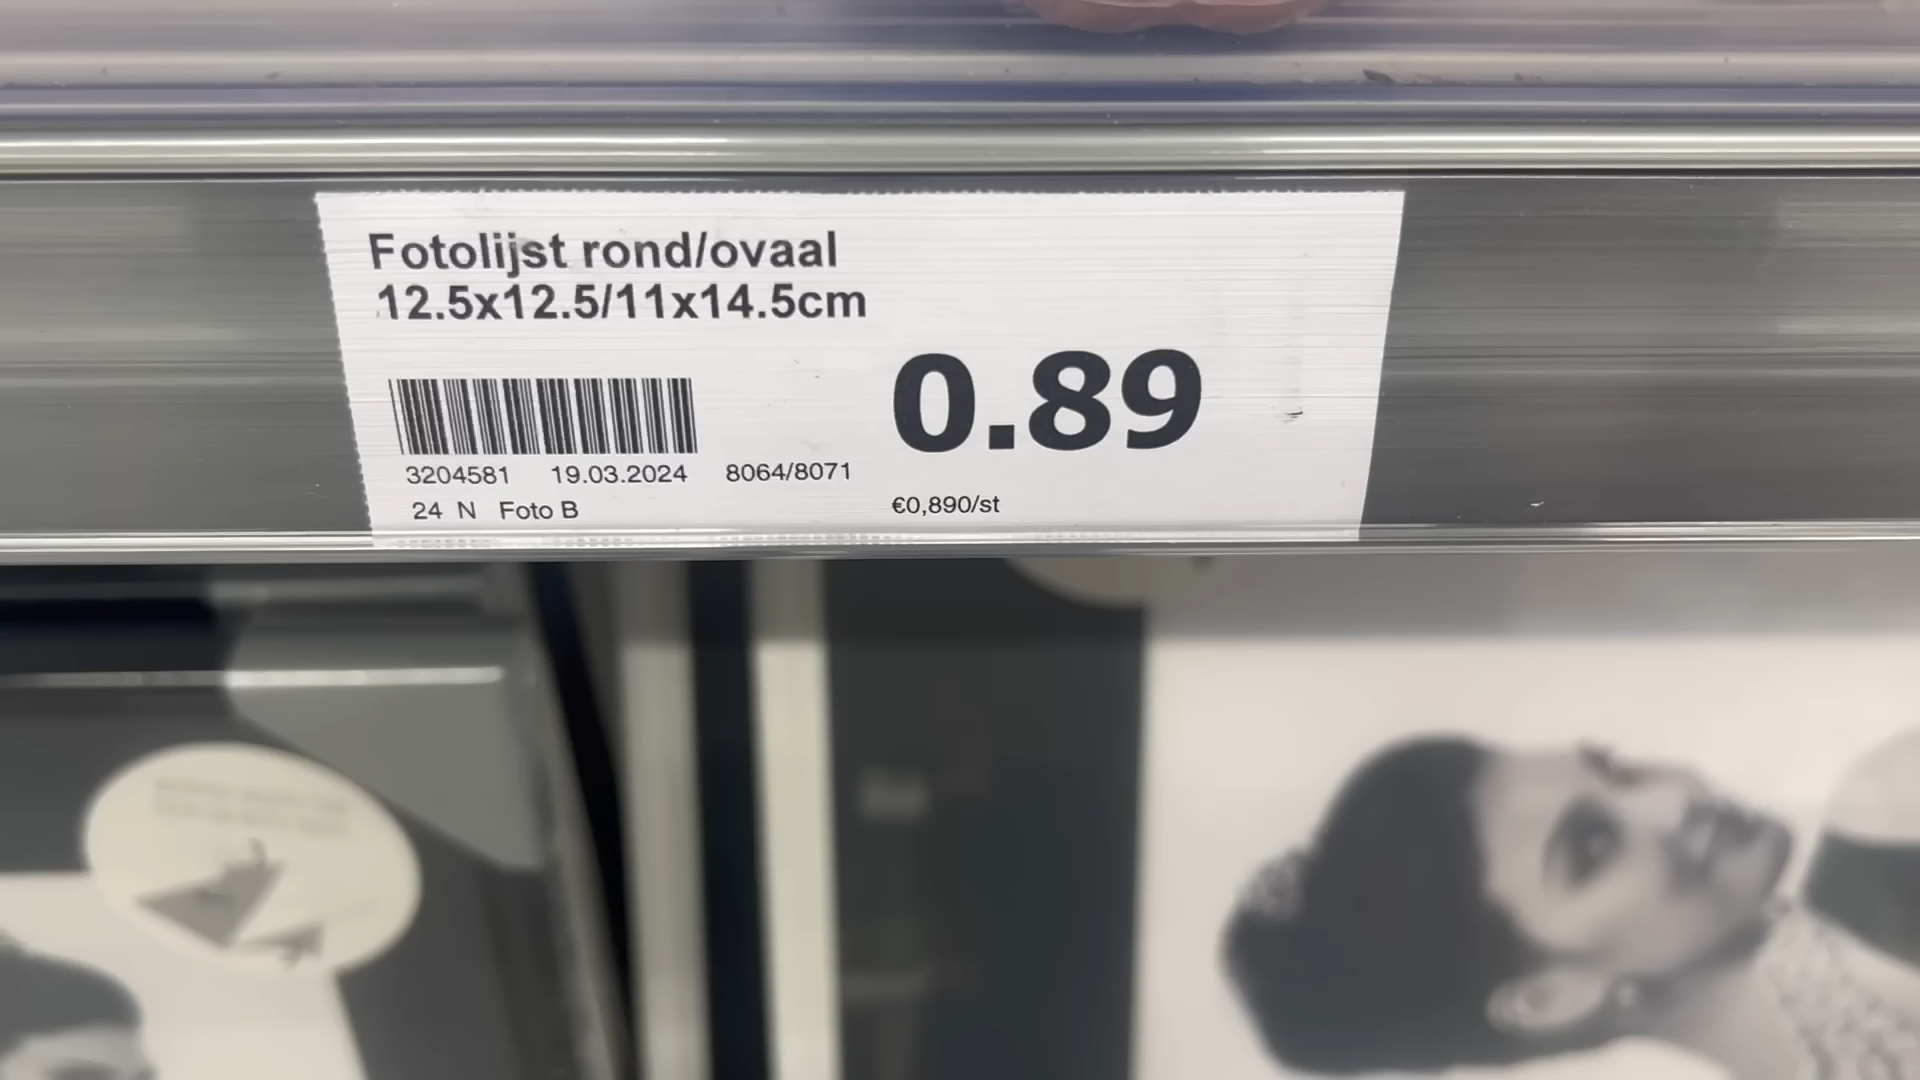 Fotolijst rond/ovaal
12.5x12.5/11x14.5cm
0.89
3204581 19.03.2024 8064/8071
24 N Foto B
€0,890/st